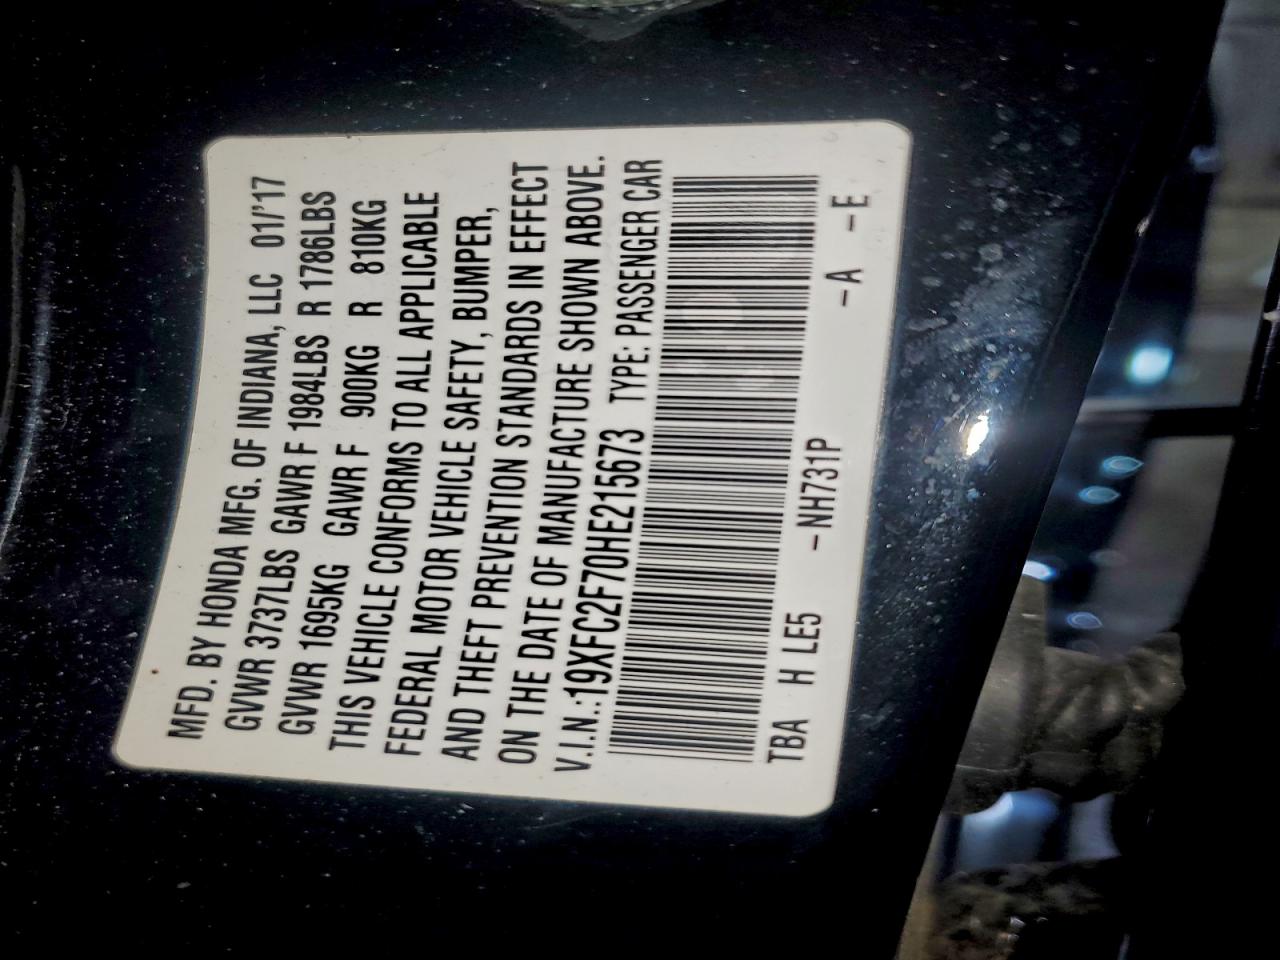 MFD. BY HONDA MFG. OF INDIANA, LLC 01/'17
GVWR 3737LBS GAWR F 1984LBS R 1786LBS
GVWR 1695KG GAWR F 900KG R 810KG
THIS VEHICLE CONFORMS TO ALL APPLICABLE
FEDERAL MOTOR VEHICLE SAFETY, BUMPER,
AND THEFT PREVENTION STANDARDS IN EFFECT
ON THE DATE OF MANUFACTURE SHOWN ABOVE.
V.I.N.:19XFC2F70HE215673 TYPE: PASSENGER CAR
TBA H LE5 -NH731P -A -E